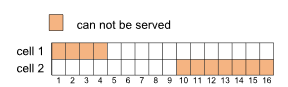 can not be served
cell 1
cell 2
1 2 3 4 5 6 7 8 9 10 11 12 13 14 15 16